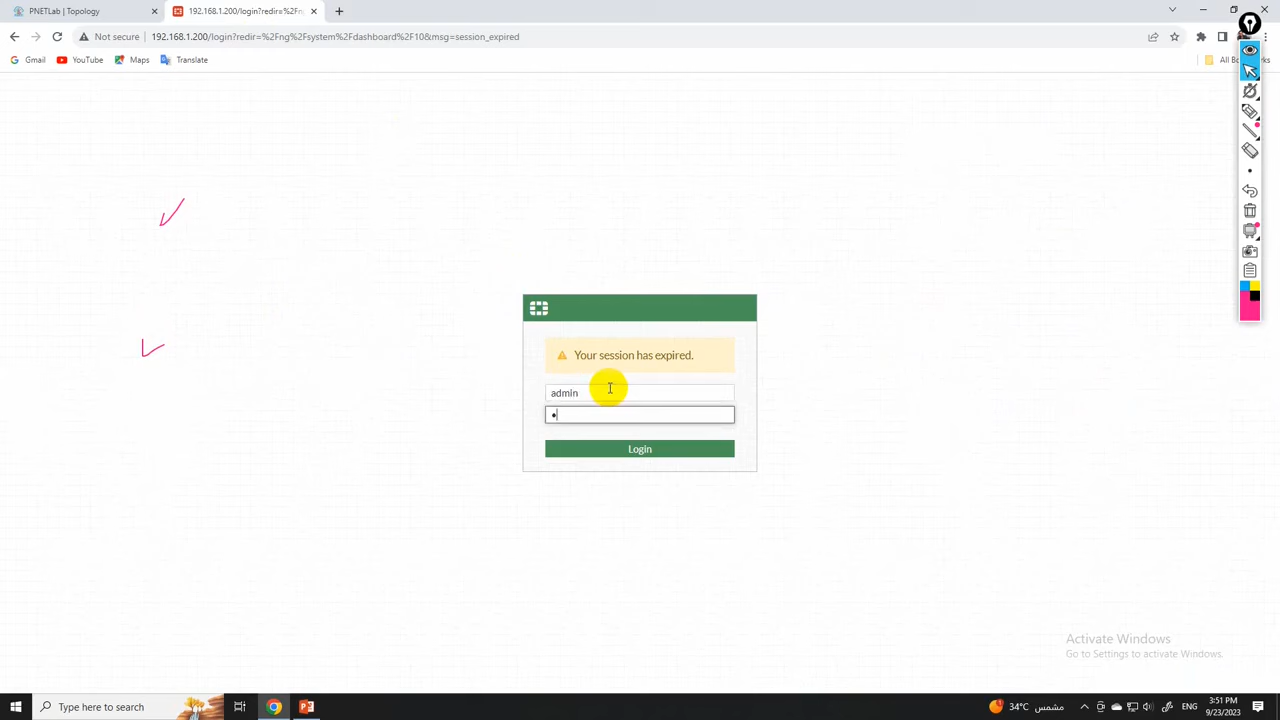 PNETLab | Topology
192.168.1.200/login?redir=%2Fn
Not secure
192.168.1.200/login?redir=%2Fng%2Fsystem%2Fdashboard%2F10&msg=session_expired
Gmail
YouTube
Maps
Translate
All Bookmarks
Your session has expired.
admin
Login
Activate Windows
Go to Settings to activate Windows.
Type here to search
34°C مشمس
ENG
3:51 PM
9/23/2023